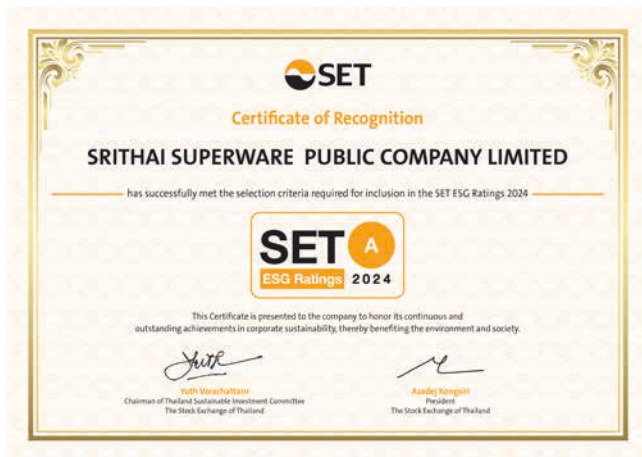 SET
Certificate of Recognition
SRITHAI SUPERWARE PUBLIC COMPANY LIMITED
has successfully met the selection criteria required for inclusion in the SET ESG Ratings 2024
SET A
ESG Ratings 2024
This Certificate is presented to the company to honor its continuous and
outstanding achievements in corporate sustainability, thereby benefiting the environment and society.
Yuth Vorachattarn Asadej Kongsiri
Chairman of Thailand Sustainable Investment Committee President
The Stock Exchange of Thailand The Stock Exchange of Thailand